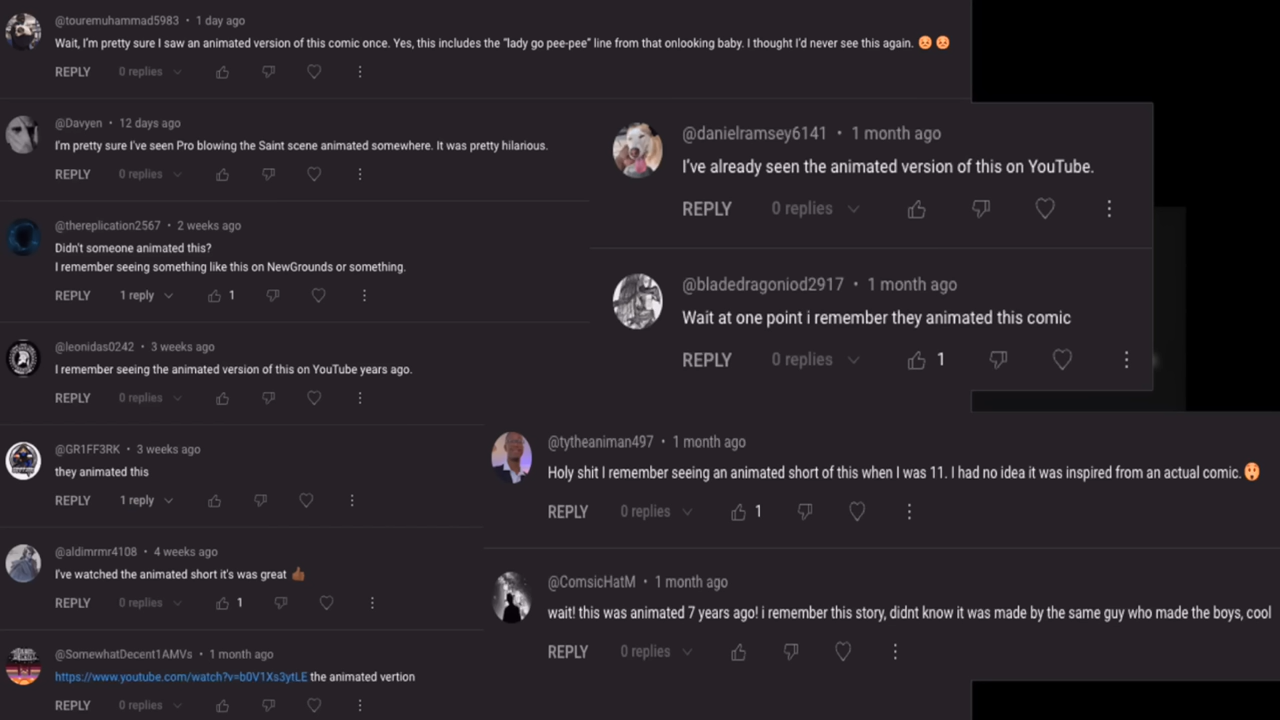 @touremuhammad5983 • 1 day ago
Wait, I'm pretty sure I saw an animated version of this comic once. Yes, this includes the "lady go pee-pee" line from that onlooking baby. I thought I'd never see this again. 😣 😣
REPLY 0 replies
@Davyen • 12 days ago
I'm pretty sure I've seen Pro blowing the Saint scene animated somewhere. It was pretty hilarious.
REPLY 0 replies
@thereplication2567 • 2 weeks ago
Didn't someone animated this?
I remember seeing something like this on NewGrounds or something.
REPLY 1 reply 1
@leonidas0242 • 3 weeks ago
I remember seeing the animated version of this on YouTube years ago.
REPLY 0 replies
@GR1FF3RK • 3 weeks ago
they animated this
REPLY 1 reply
@aldimrmr4108 • 4 weeks ago
I've watched the animated short it's was great 👍🏾
REPLY 0 replies 1
@SomewhatDecent1AMVs • 1 month ago
https://www.youtube.com/watch?v=b0V1Xs3ytLE the animated vertion
REPLY 0 replies
@danielramsey6141 • 1 month ago
I've already seen the animated version of this on YouTube.
REPLY 0 replies
@bladedragoniod2917 • 1 month ago
Wait at one point i remember they animated this comic
REPLY 0 replies 1
@tytheaniman497 • 1 month ago
Holy shit I remember seeing an animated short of this when I was 11. I had no idea it was inspired from an actual comic. 😲
REPLY 0 replies 1
@ComsicHatM • 1 month ago
wait! this was animated 7 years ago! i remember this story, didnt know it was made by the same guy who made the boys, cool
REPLY 0 replies